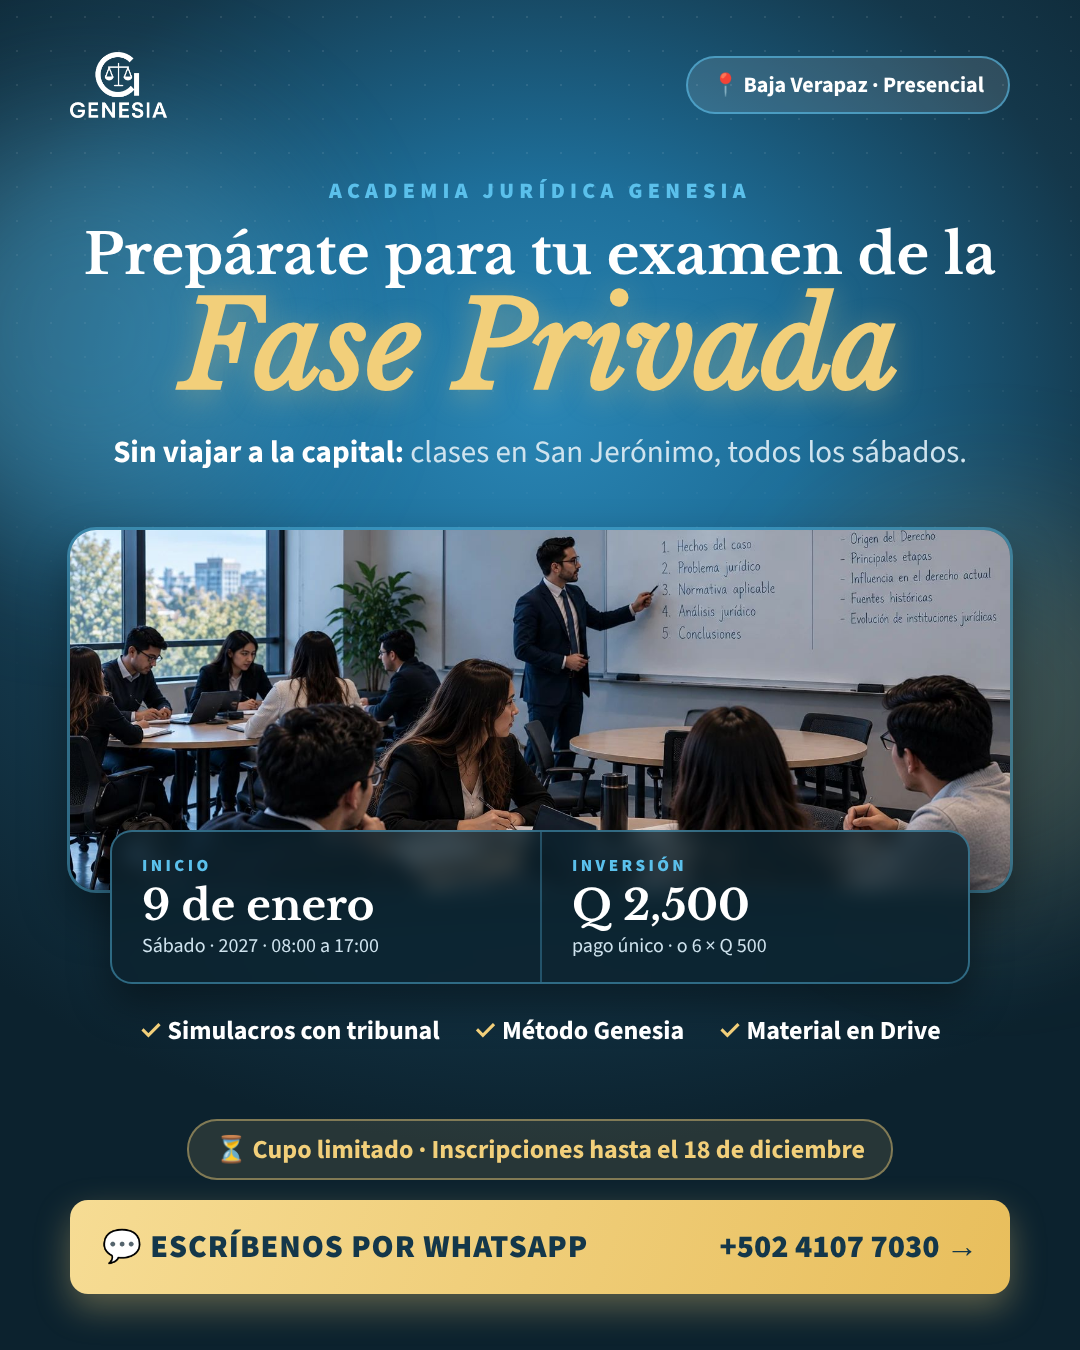 GENESIA
📍 Baja Verapaz · Presencial
ACADEMIA JURÍDICA GENESIA
Prepárate para tu examen de la
Fase Privada
Sin viajar a la capital: clases en San Jerónimo, todos los sábados.
1. Hechos del caso
2. Problema jurídico
3. Normativa aplicable
4. Análisis jurídico
5 Conclusiones
- Origen del Derecho
- Principales etapas
- Influencia en el derecho actual
- Fuentes históricas
- Evolución de instituciones jurídicas
INICIO
9 de enero
Sábado · 2027 · 08:00 a 17:00
INVERSIÓN
Q 2,500
pago único · o 6 × Q 500
✓ Simulacros con tribunal ✓ Método Genesia ✓ Material en Drive
⏳ Cupo limitado · Inscripciones hasta el 18 de diciembre
💬 ESCRÍBENOS POR WHATSAPP +502 4107 7030 →